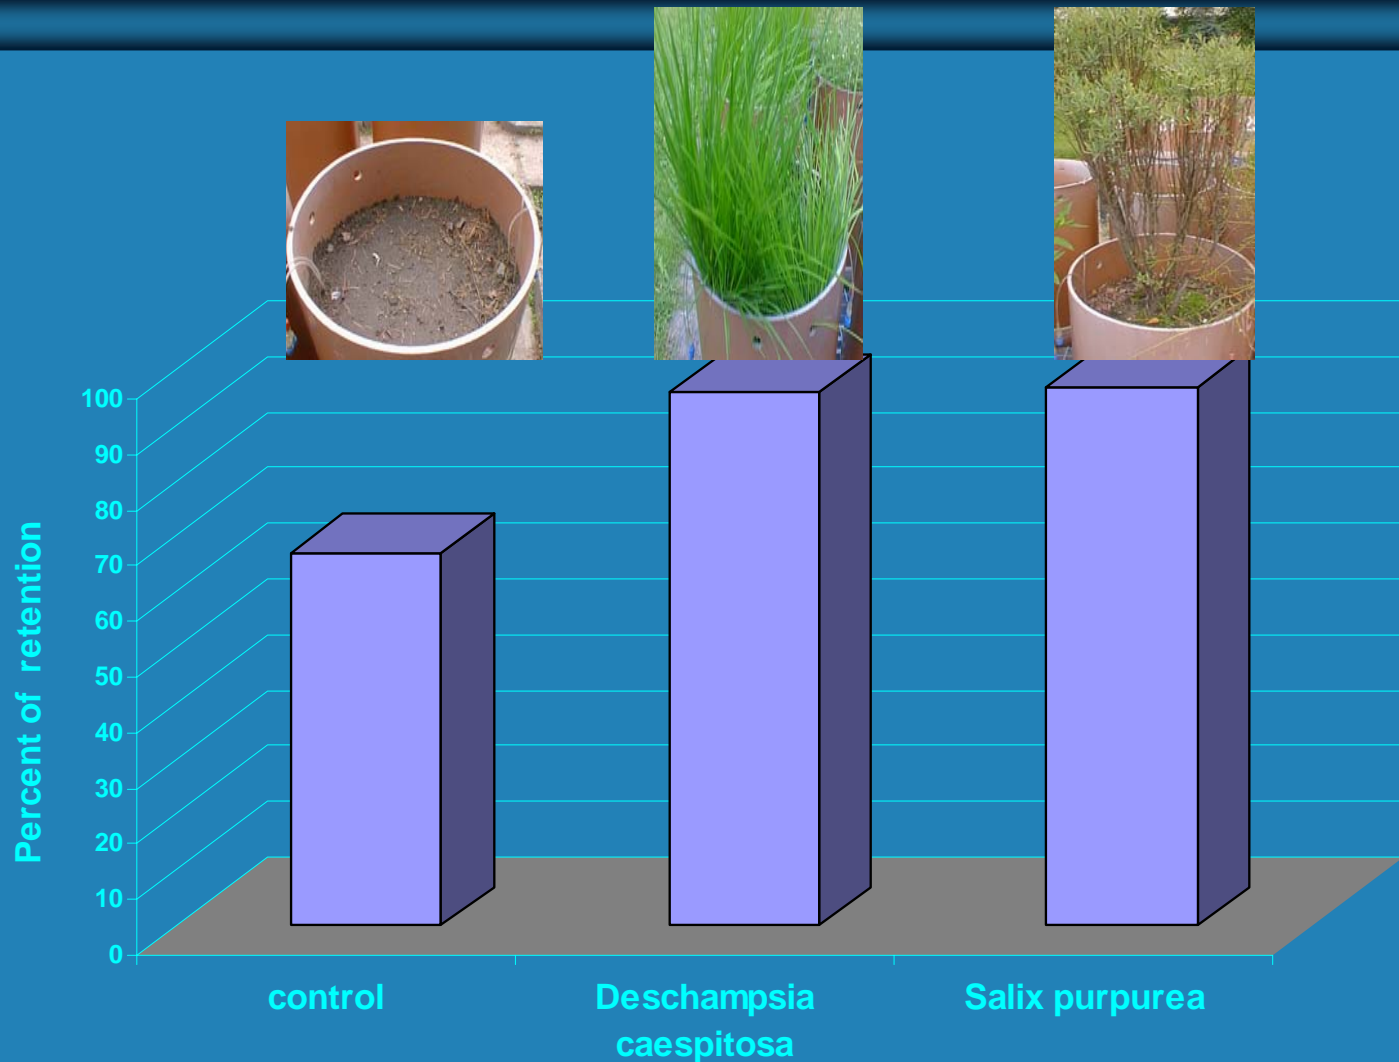 100
90
80
70
60
50
40
30
20
10
0
Percent of retention
control
Deschampsia
caespitosa
Salix purpurea